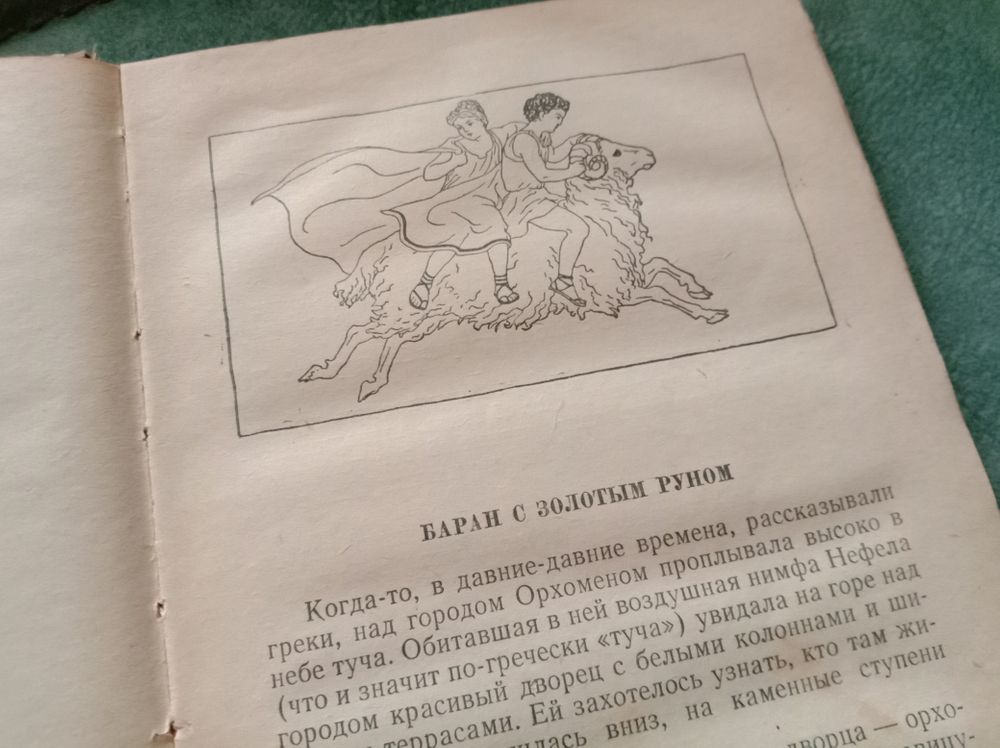 БАРАН С ЗОЛОТЫМ РУНОМ
Когда-то, в давние-давние времена, рассказывали
греки, над городом Орхоменом проплывала высоко в
небе туча. Обитавшая в ней воздушная нимфа Нефела
(что и значит по-гречески «туча») увидала на горе над
городом красивый дворец с белыми колоннами и ши-
террасами. Ей захотелось узнать, кто там жи-
вниз, на каменные ступени
дворца — орхо-